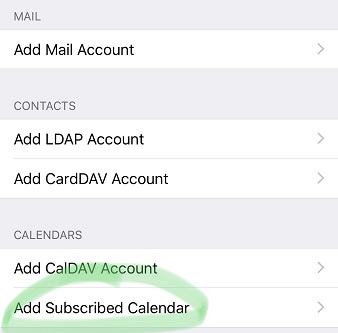 MAIL
Add Mail Account
CONTACTS
Add LDAP Account
Add CardDAV Account
CALENDARS
Add CalDAV Account
Add Subscribed Calendar